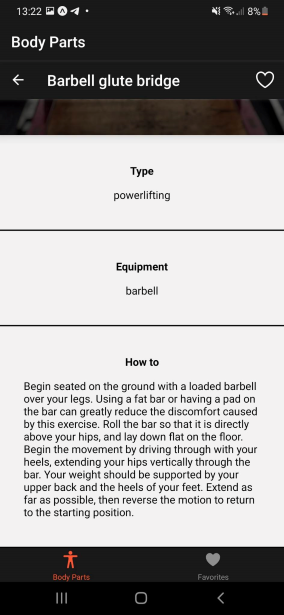 13:22 8%
Body Parts
Barbell glute bridge
Type
powerlifting
Equipment
barbell
How to
Begin seated on the ground with a loaded barbell
over your legs. Using a fat bar or having a pad on
the bar can greatly reduce the discomfort caused
by this exercise. Roll the bar so that it is directly
above your hips, and lay down flat on the floor.
Begin the movement by driving through with your
heels, extending your hips vertically through the
bar. Your weight should be supported by your
upper back and the heels of your feet. Extend as
far as possible, then reverse the motion to return
to the starting position.
Body Parts Favorites